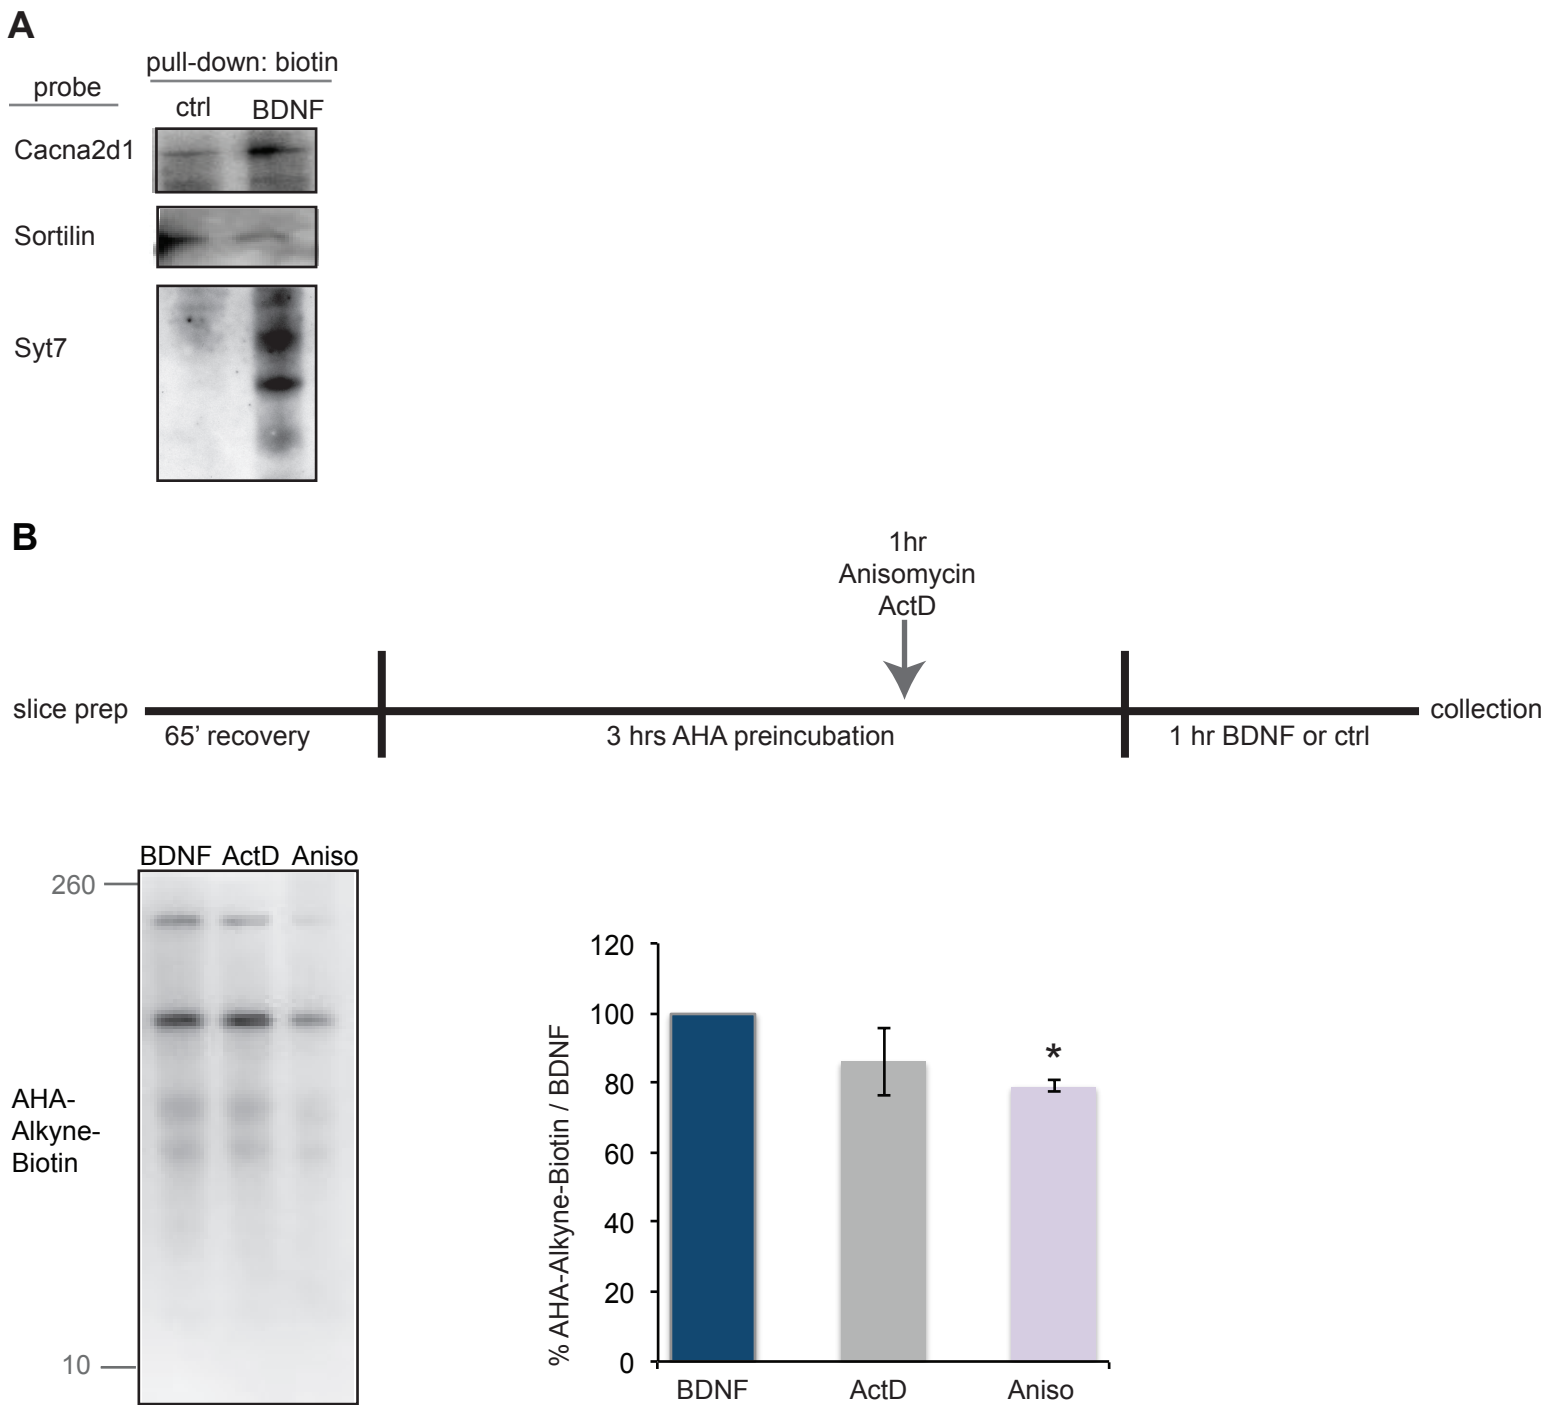 A
pull-down: biotin
probe
ctrl BDNF
Cacna2d1
Sortilin
Syt7
B
1hr
Anisomycin
ActD
slice prep
65’ recovery
3 hrs AHA preincubation
1 hr BDNF or ctrl
collection
BDNF ActD Aniso
260
AHA-
Alkyne-
Biotin
10
% AHA-Alkyne-Biotin / BDNF
120
100
80
60
40
20
0
*
BDNF ActD Aniso